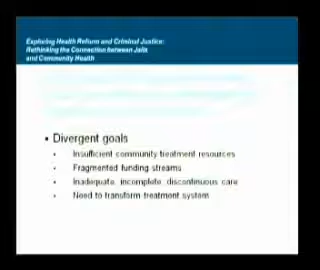 Exploring Health Reform and Criminal Justice:
Rethinking the Connection between Jails
and Community Health
• Divergent goals
• Insufficient community treatment resources
• Fragmented funding streams
• Inadequate, incomplete, discontinuous care
• Need to transform treatment system